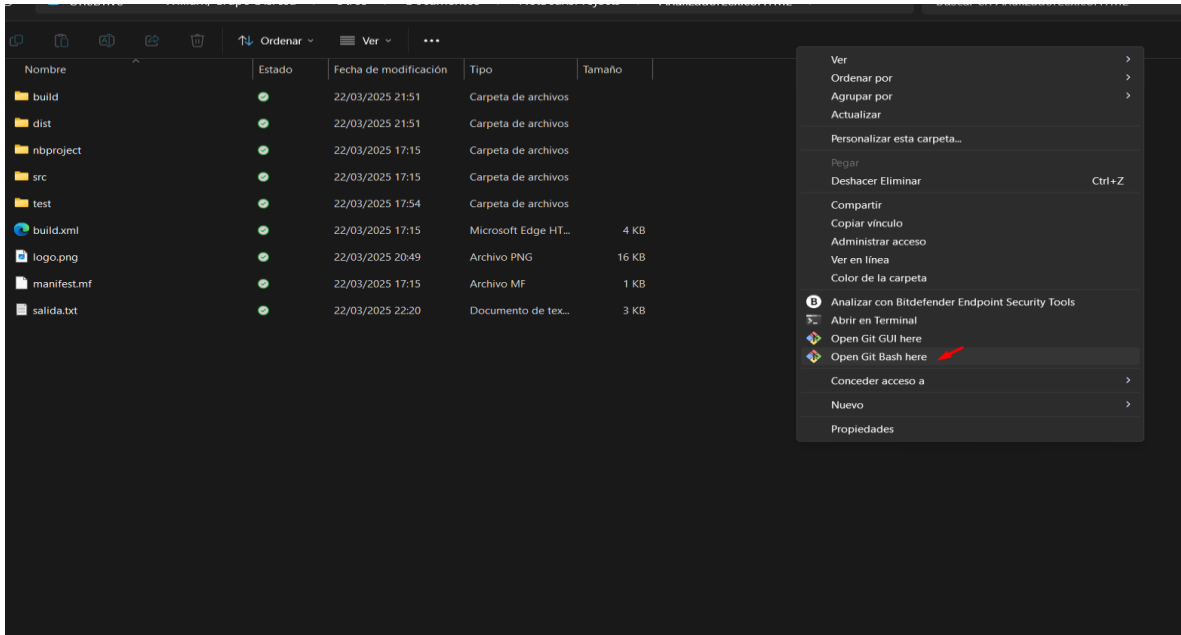 Ordenar Ver ...
Nombre Estado Fecha de modificación Tipo Tamaño
build 22/03/2025 21:51 Carpeta de archivos
dist 22/03/2025 21:51 Carpeta de archivos
nbproject 22/03/2025 17:15 Carpeta de archivos
src 22/03/2025 17:15 Carpeta de archivos
test 22/03/2025 17:54 Carpeta de archivos
build.xml 22/03/2025 17:15 Microsoft Edge HT... 4 KB
logo.png 22/03/2025 20:49 Archivo PNG 16 KB
manifest.mf 22/03/2025 17:15 Archivo MF 1 KB
salida.txt 22/03/2025 22:20 Documento de tex... 3 KB
Ver
Ordenar por
Agrupar por
Actualizar
Personalizar esta carpeta...
Pegar
Deshacer Eliminar Ctrl+Z
Compartir
Copiar vínculo
Administrar acceso
Ver en línea
Color de la carpeta
B Analizar con Bitdefender Endpoint Security Tools
Abrir en Terminal
Open Git GUI here
Open Git Bash here
Conceder acceso a
Nuevo
Propiedades